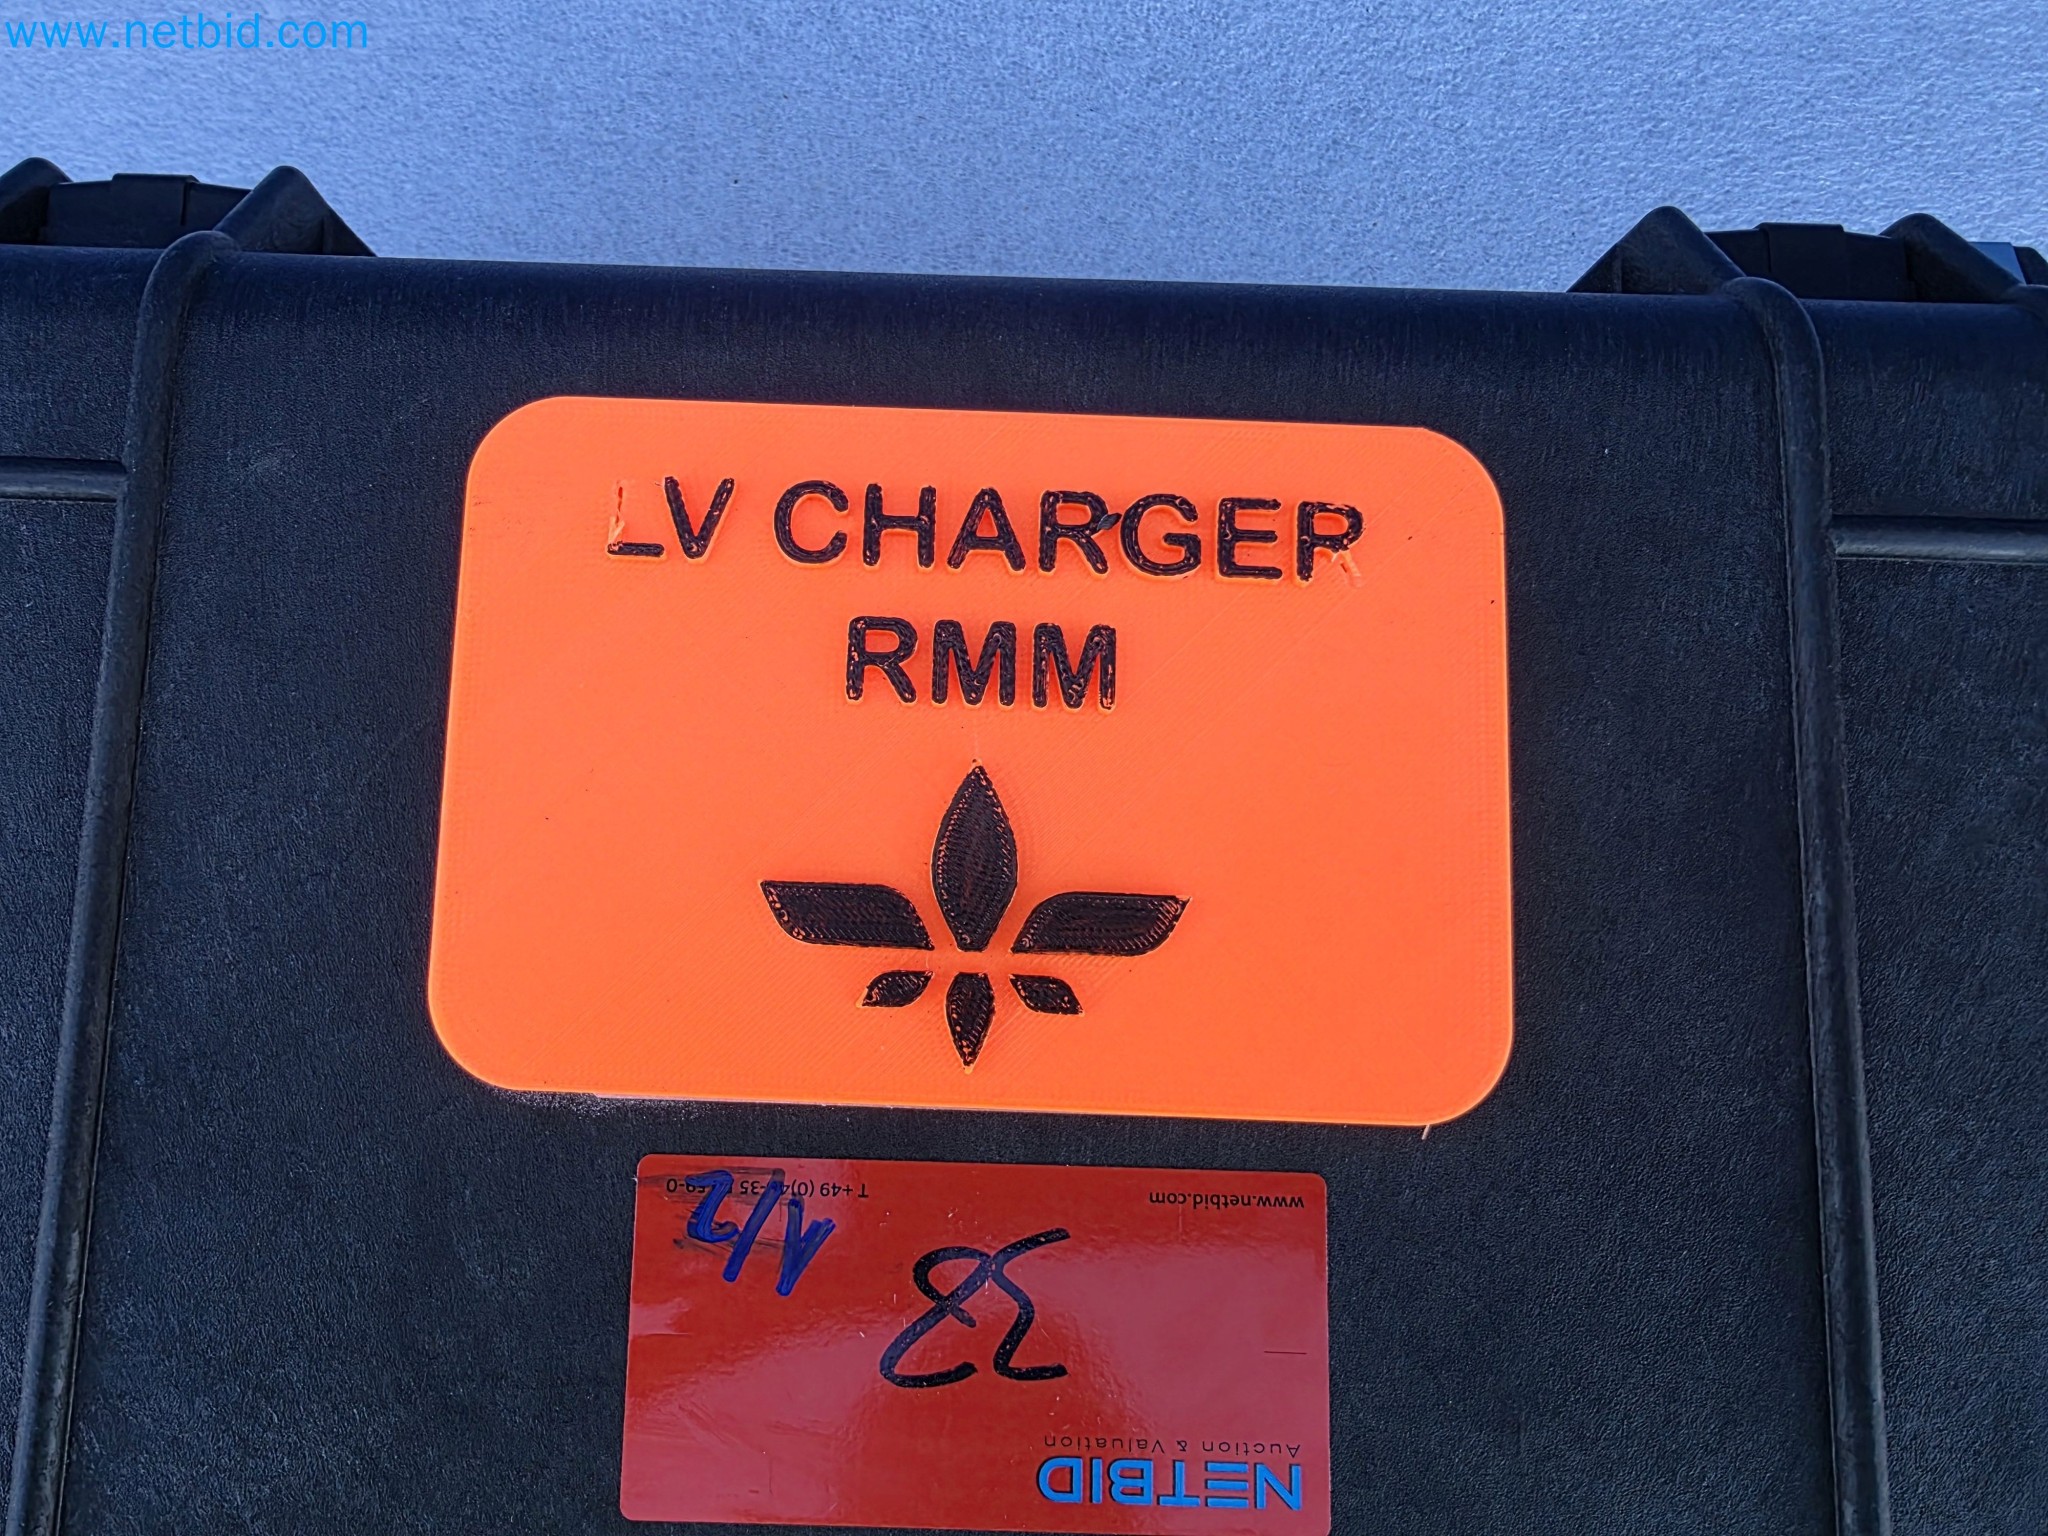 www.netbid.com
LV CHARGER
RMM
NETBID
Auction & Valuation
38
1/2
www.netbid.com